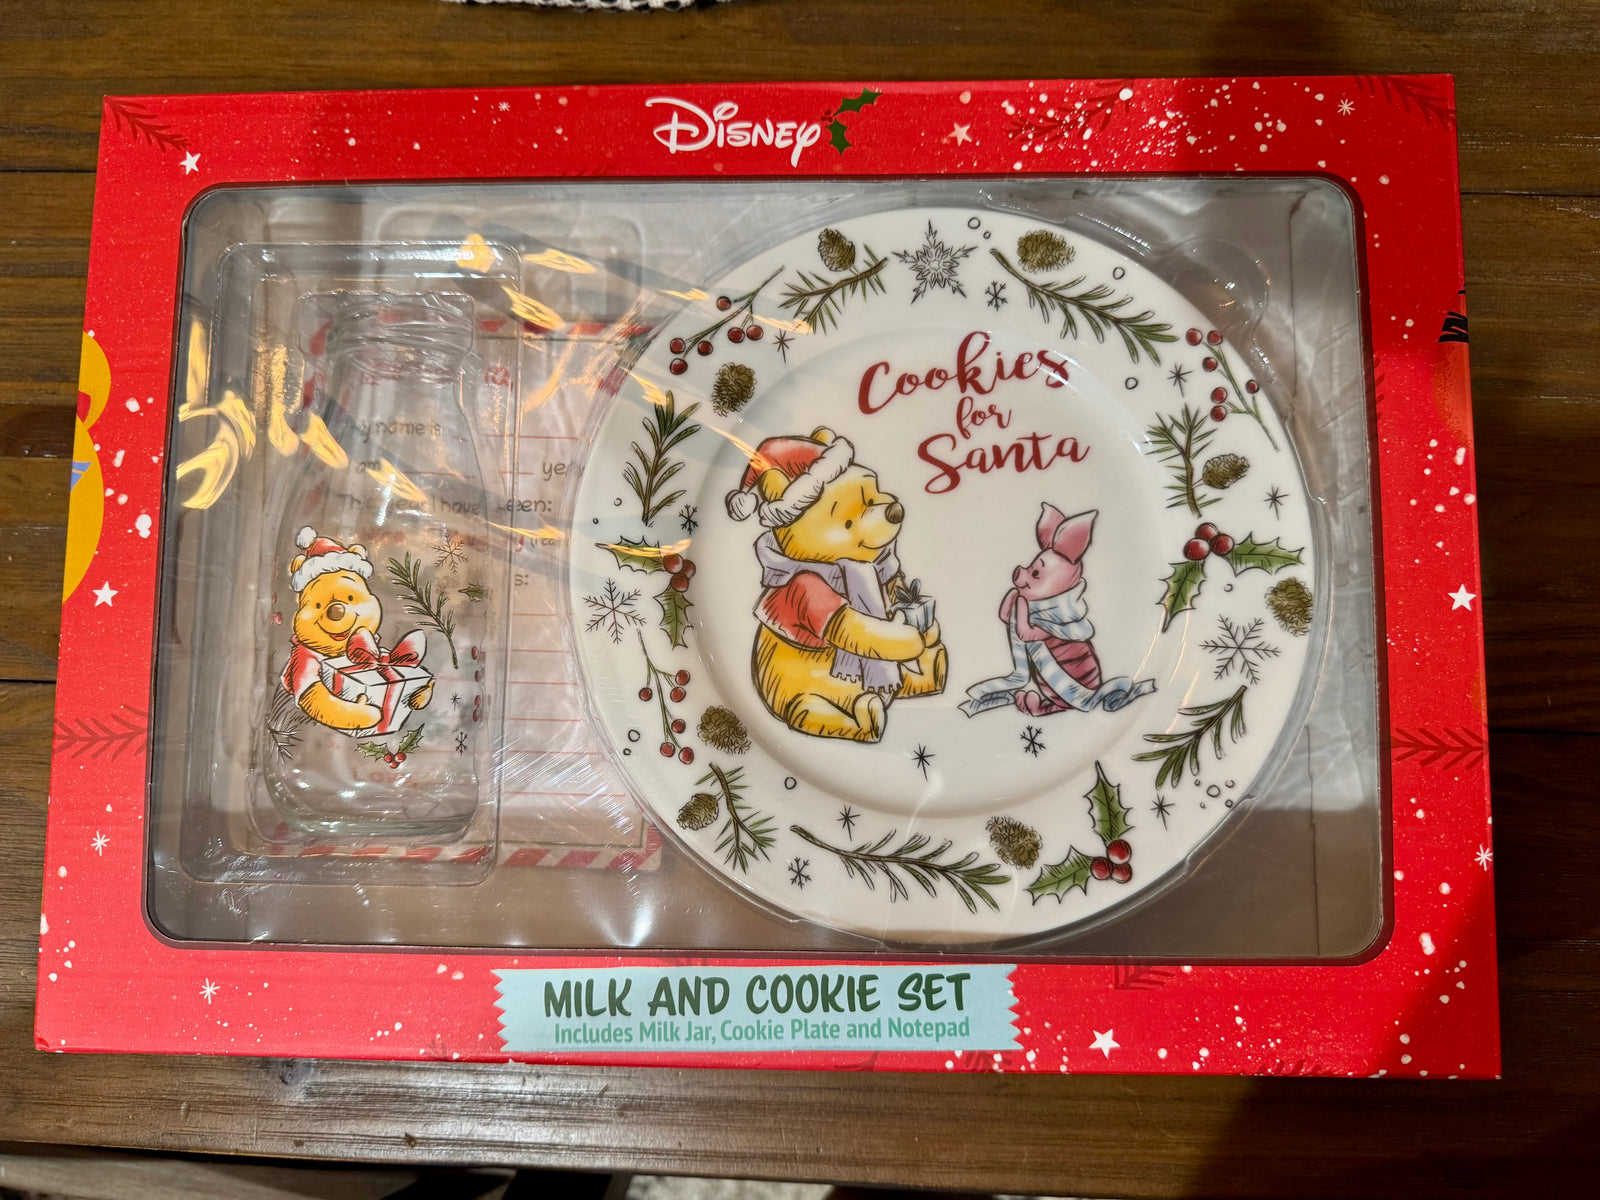 Disney
Cookies
for
Santa
my name is
am
This year I have been:
MILK AND COOKIE SET
Includes Milk Jar, Cookie Plate and Notepad